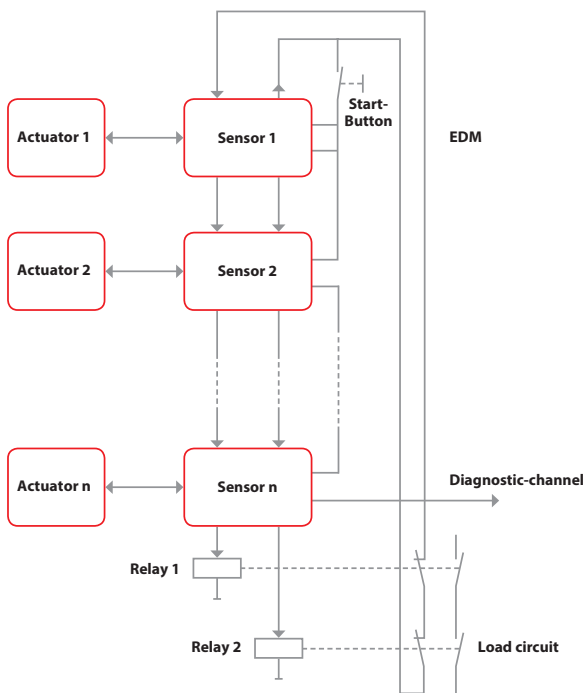 Start-
Button
Actuator 1
Sensor 1
EDM
Actuator 2
Sensor 2
Diagnostic-channel
Actuator n
Sensor n
Relay 1
Relay 2
Load circuit